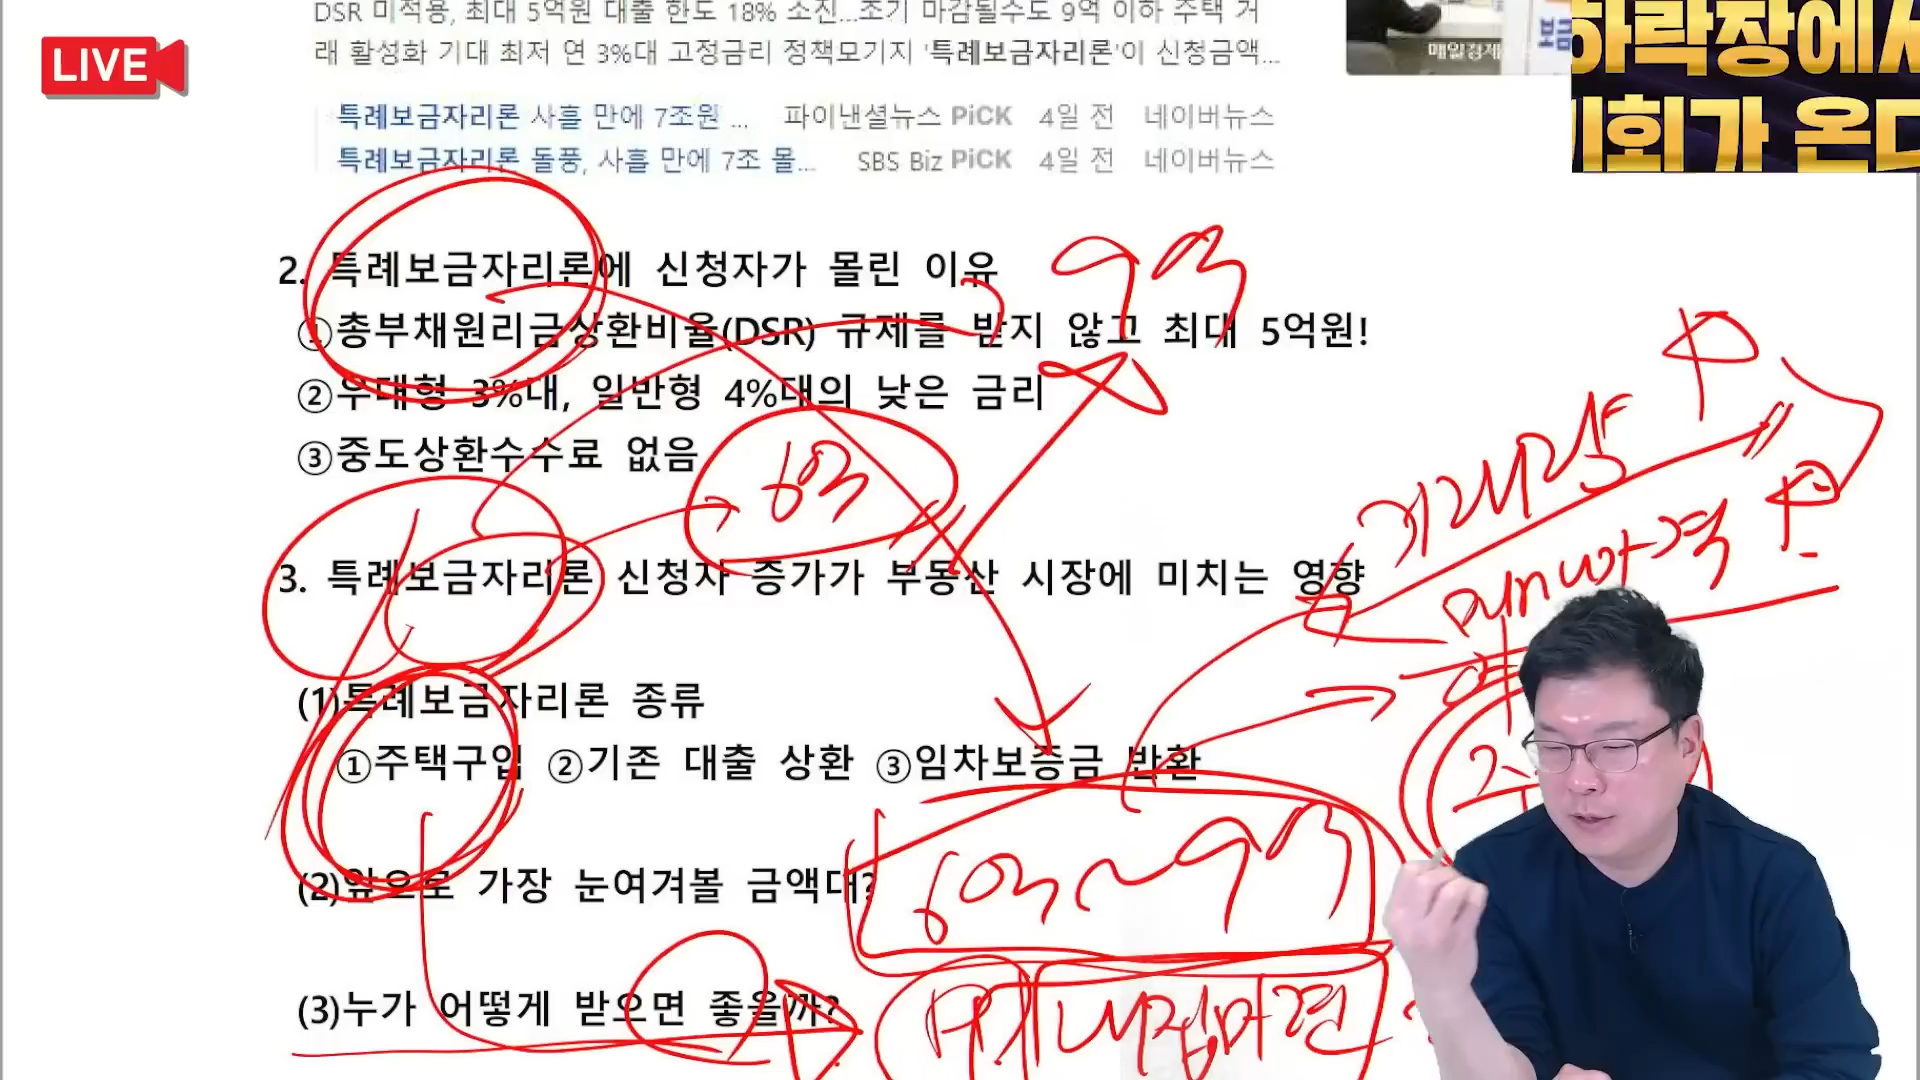 LIVE
DSR 미적용, 최대 5억원 대출 한도 18% 소진...조기 마감될수도 9억 이하 주택 거
래 활성화 기대 최저 연 3%대 고정금리 정책모기지 '특례보금자리론'이 신청금액...
매일경제
하락장에서
기회가 온다
특례보금자리론 사흘 만에 7조원 ... 파이낸셜뉴스 PiCK 4일 전 네이버뉴스
특례보금자리론 돌풍, 사흘 만에 7조 몰... SBS Biz PiCK 4일 전 네이버뉴스
2. 특례보금자리론에 신청자가 몰린 이유
9억
①총부채원리금상환비율(DSR) 규제를 받지 않고 최대 5억원!
②우대형 3%대, 일반형 4%대의 낮은 금리
③중도상환수수료 없음
6억
거래량
3. 특례보금자리론 신청자 증가가 부동산 시장에 미치는 영향
(1)특례보금자리론 종류
①주택구입 ②기존 대출 상환 ③임차보증금 반환
(2)앞으로 가장 눈여겨볼 금액대?
6억~9억
(3)누가 어떻게 받으면 좋을까?
내집마련